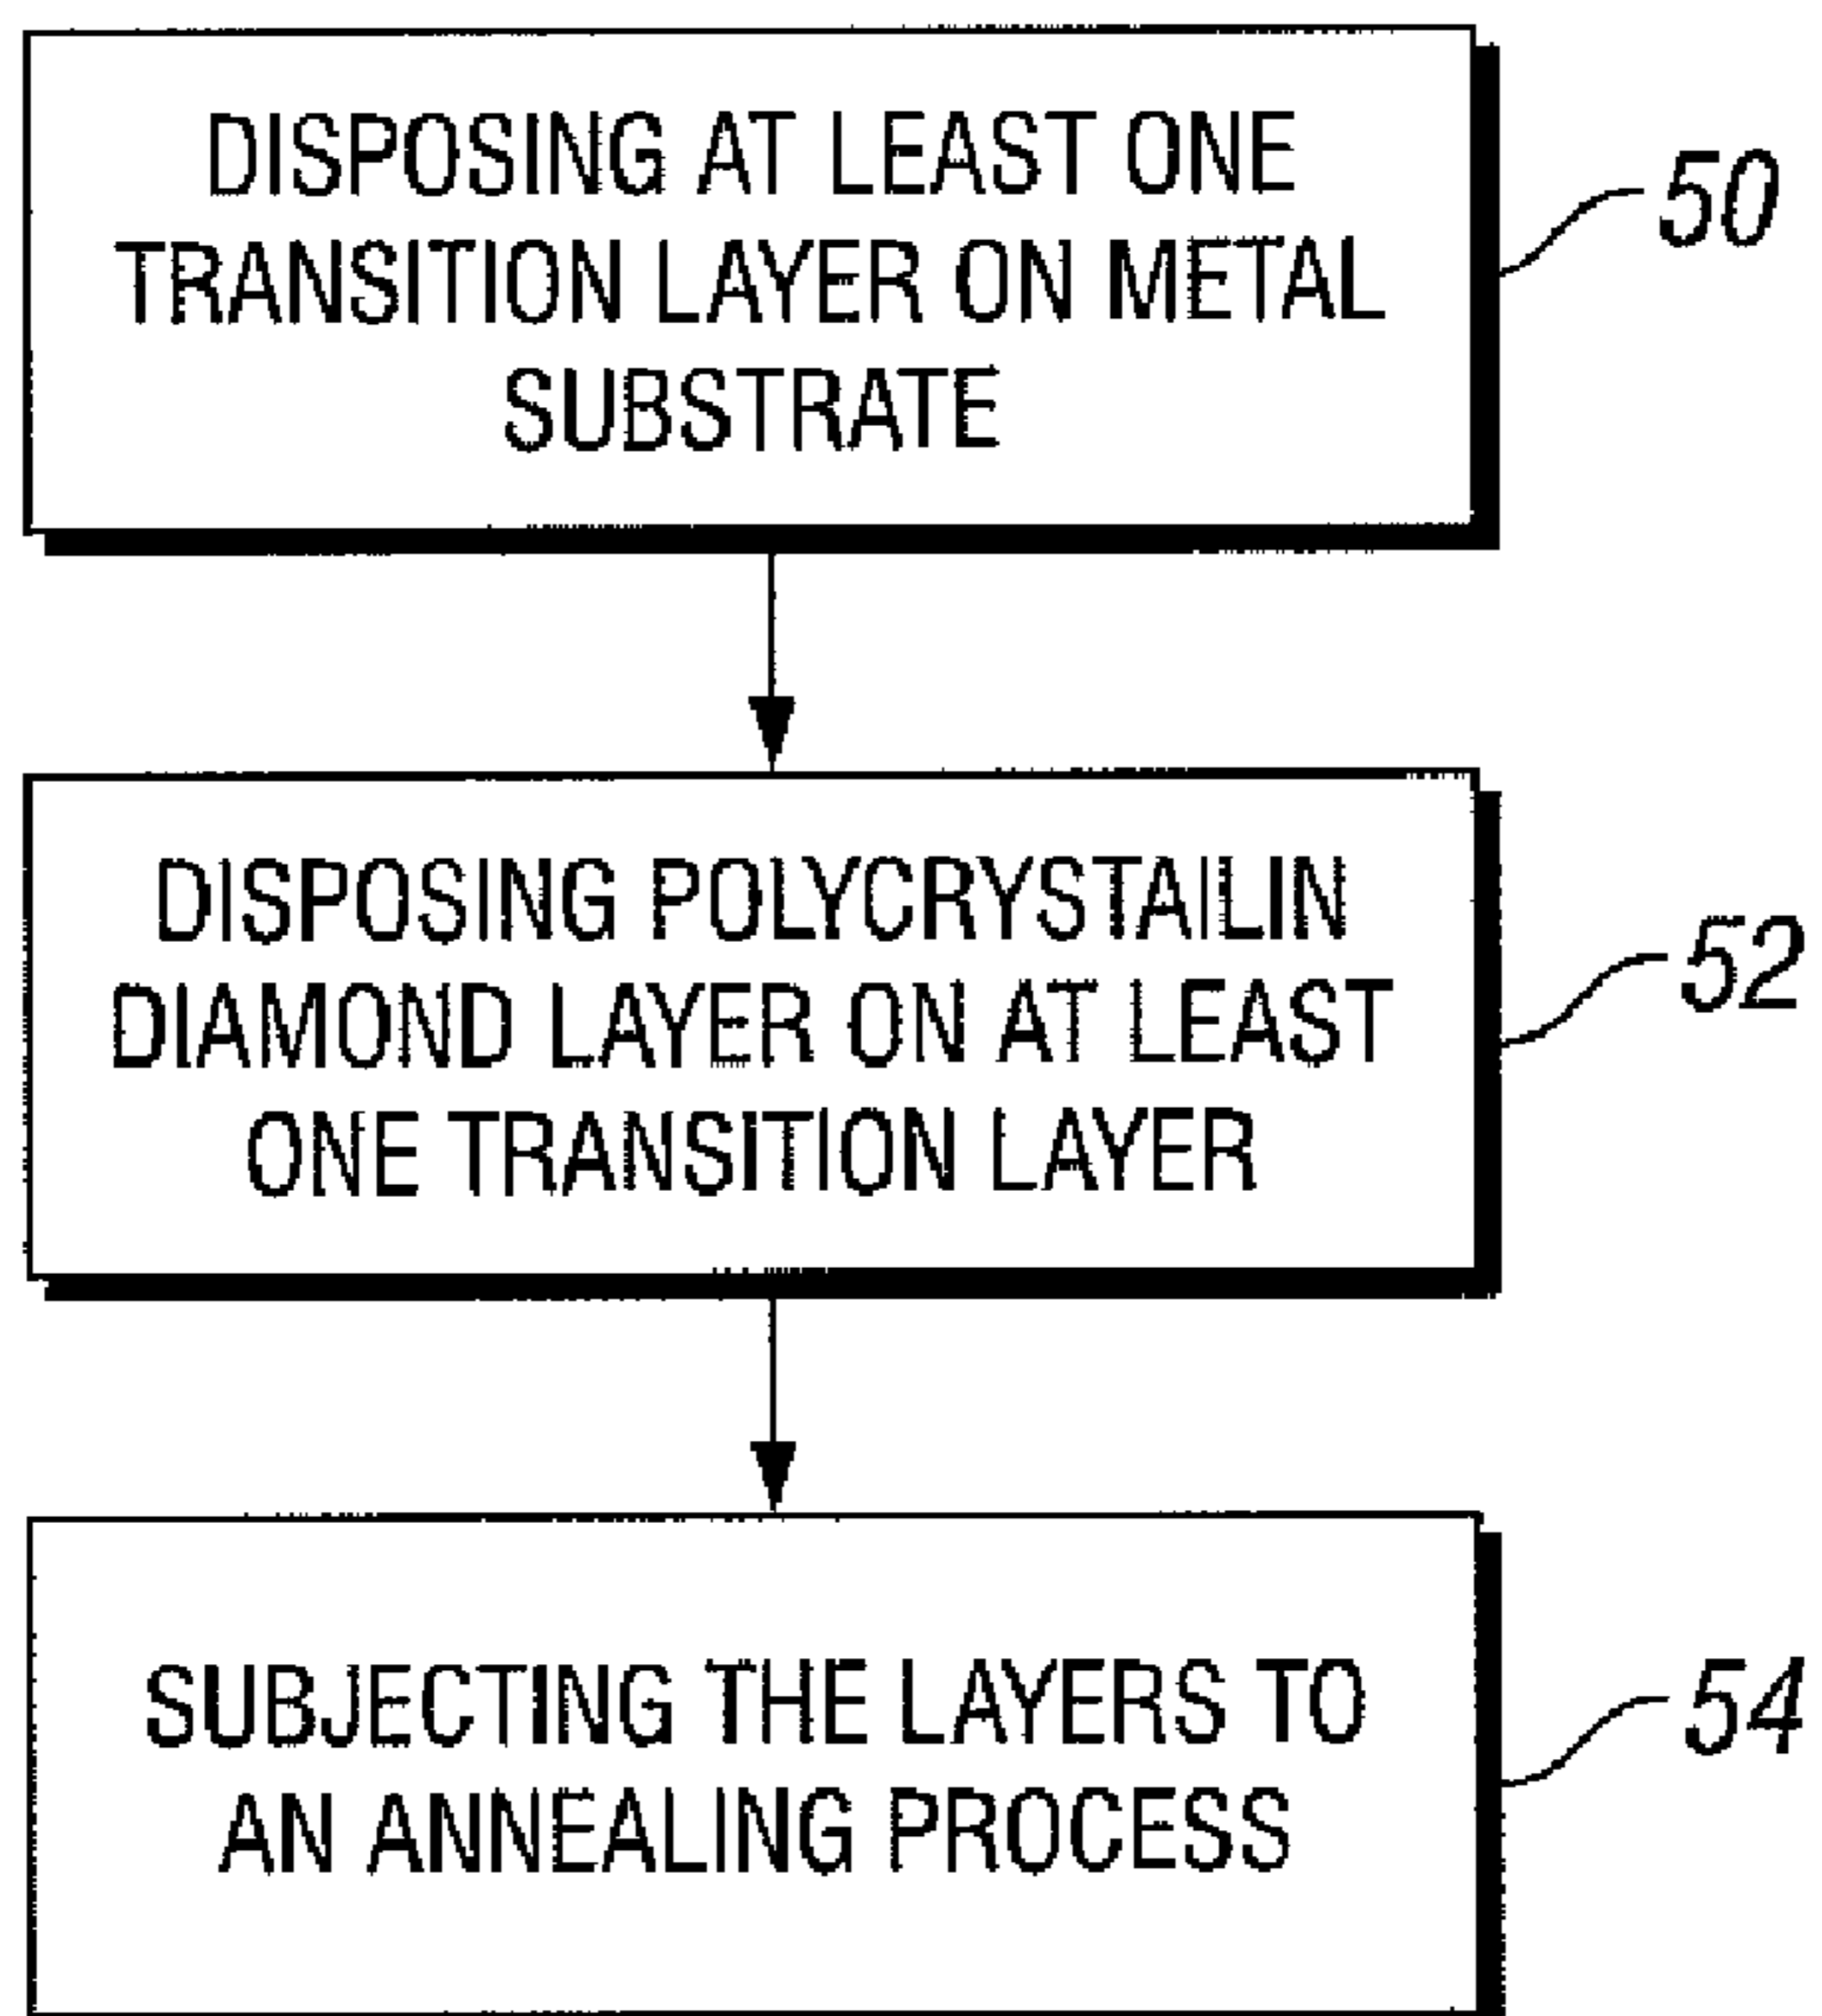 DISPOSING AT LEAST ONE
TRANSITION LAYER ON METAL
SUBSTRATE
50
DISPOSING POLYCRYSTAILIN
DIAMOND LAYER ON AT LEAST
ONE TRANSITION LAYER
52
SUBJECTING THE LAYERS TO
AN ANNEALING PROCESS
54